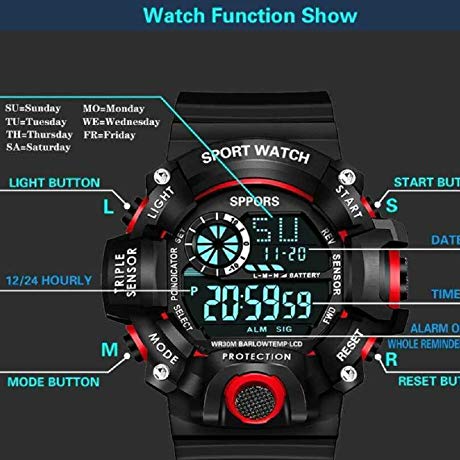 Watch Function Show
SU=Sunday MO=Monday
TU=Tuesday WE=Wednesday
TH=Thursday FR=Friday
SA=Saturday
SPORT WATCH
LIGHT BUTTON
START BUT
L
LIGHT
SPPORS
START
S
SET
SU
REV
DATE
11-20
TRIPLE
SENSOR
PONDICATOR
L-M-H BATTERY
SENSOR
12/24 HOURLY
P
20:5959
TIME
SELECT
ALM SIG
FWD
ALARM O
WHOLE REMINDE
M
MODE
WR30M BARLOWTEMP LCD
RESET
R
PROTECTION
MODE BUTTON
RESET BUT